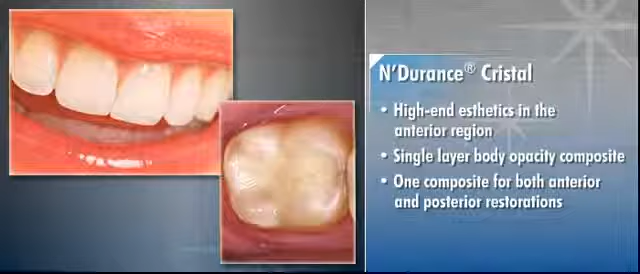 N'Durance® Cristal
• High-end esthetics in the
anterior region
• Single layer body opacity composite
• One composite for both anterior
and posterior restorations